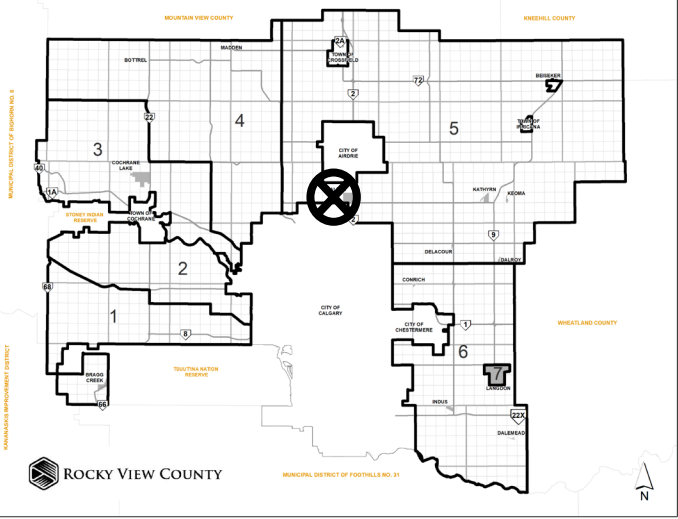 MOUNTAIN VIEW COUNTY
KNEEHILL COUNTY
MADDEN
2A
TOWN OF
CROSSFIELD
BOTTREL
72
BEISEKER
2
22
4
5
TOWN OF
IRRICANA
MUNICIPAL DISTRICT OF BIGHORN NO. 8
3
CITY OF
AIRDRIE
40
COCHRANE
LAKE
1A
KATHYRN
KEOMA
STONEY INDIAN
RESERVE
TOWN OF
COCHRANE
2
9
DELACOUR
DALROY
2
CONRICH
68
CITY OF
CALGARY
1
8
CITY OF
CHESTERMERE
1
WHEATLAND COUNTY
6
KANANASKIS IMPROVEMENT DISTRICT
BRAGG
CREEK
TSUUT'INA NATION
RESERVE
7
LANGDON
66
INDUS
22X
DALEMEAD
ROCKY VIEW COUNTY
MUNICIPAL DISTRICT OF FOOTHILLS NO. 31
N